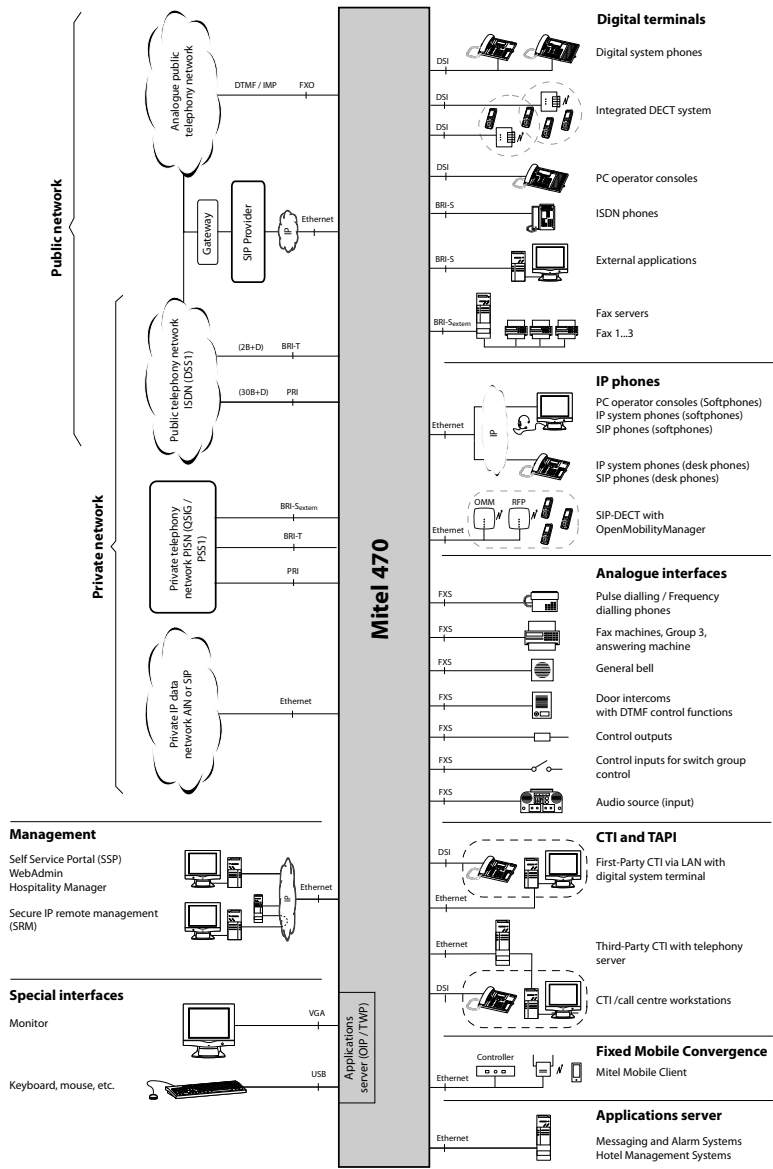 Public network
Analogue public
telephony network
DTMF / IMP
FXO
Gateway
SIP Provider
IP
Ethernet
Private network
Public telephony network
ISDN (DSS1)
(2B+D)
BRI-T
(30B+D)
PRI
Private telephony
network PISN (QSIG /
PSS1)
BRI-Sextern
BRI-T
PRI
Private IP data
network AIN or SIP
Ethernet
Management
Self Service Portal (SSP)
WebAdmin
Hospitality Manager
Secure IP remote management
(SRM)
IP
Ethernet
Special interfaces
Monitor
VGA
Keyboard, mouse, etc.
USB
Mitel 470
Applications
server (OIP / TWP)
Digital terminals
DSI
Digital system phones
DSI
DSI
Integrated DECT system
DSI
PC operator consoles
BRI-S
ISDN phones
BRI-S
External applications
BRI-Sextern
Fax servers
Fax 1...3
IP phones
Ethernet
IP
PC operator consoles (Softphones)
IP system phones (softphones)
SIP phones (softphones)
IP system phones (desk phones)
SIP phones (desk phones)
OMM
RFP
Ethernet
SIP-DECT with
OpenMobilityManager
Analogue interfaces
FXS
Pulse dialling / Frequency
dialling phones
FXS
Fax machines, Group 3,
answering machine
FXS
General bell
FXS
Door intercoms
with DTMF control functions
FXS
Control outputs
FXS
Control inputs for switch group
control
FXS
Audio source (input)
CTI and TAPI
DSI
First-Party CTI via LAN with
digital system terminal
Ethernet
Ethernet
Third-Party CTI with telephony
server
DSI
CTI /call centre workstations
Fixed Mobile Convergence
Controller
Ethernet
Mitel Mobile Client
Applications server
Ethernet
Messaging and Alarm Systems
Hotel Management Systems